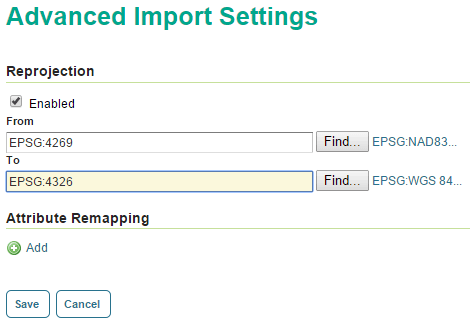 Advanced Import Settings
Reprojection
Enabled
From
EPSG:4269 Find... EPSG:NAD83...
To
EPSG:4326 Find... EPSG:WGS 84...
Attribute Remapping
Add
Save Cancel